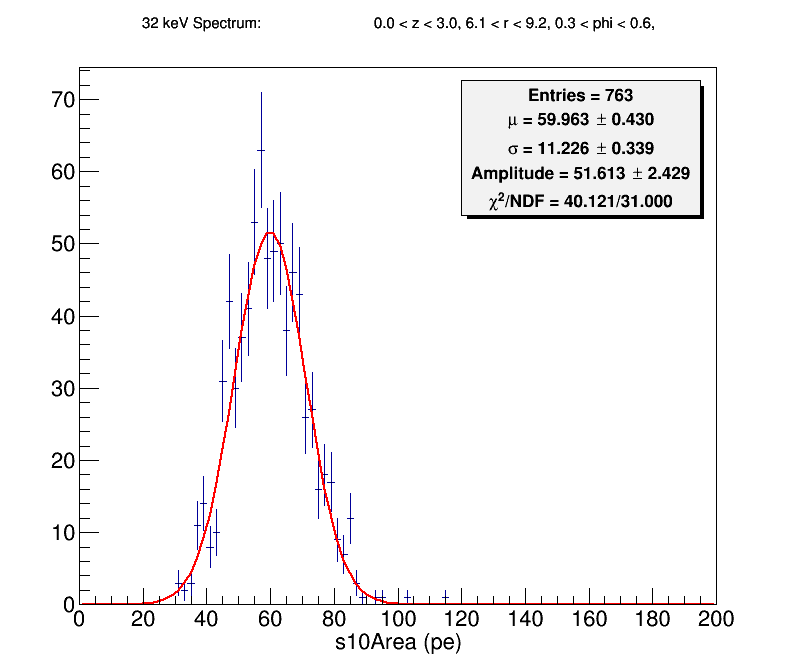 32 keV Spectrum: 0.0 < z < 3.0, 6.1 < r < 9.2, 0.3 < phi < 0.6,
Entries = 763
μ = 59.963 ± 0.430
σ = 11.226 ± 0.339
Amplitude = 51.613 ± 2.429
χ²/NDF = 40.121/31.000
70
60
50
40
30
20
10
0
0 20 40 60 80 100 120 140 160 180 200
s10Area (pe)